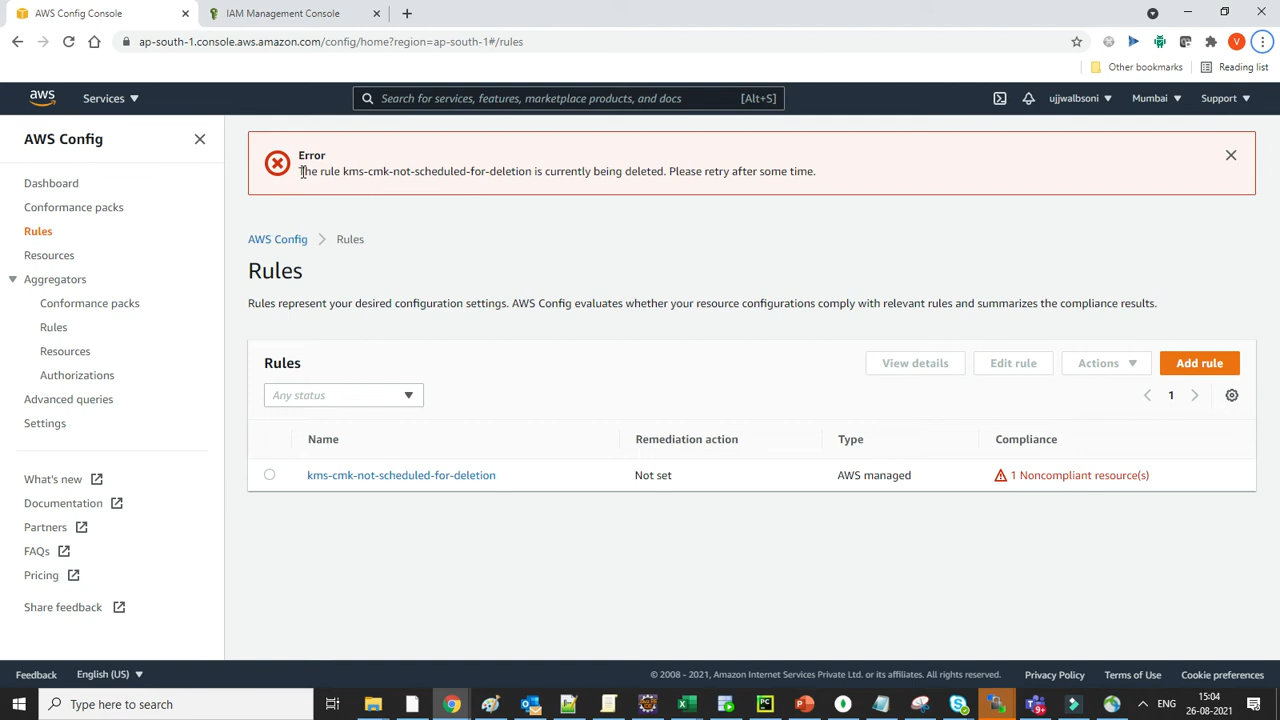 AWS Config Console
IAM Management Console
ap-south-1.console.aws.amazon.com/config/home?region=ap-south-1#/rules
V
Other bookmarks
Reading list
aws
Services
Search for services, features, marketplace products, and docs
[Alt+S]
ujjwalbsoni
Mumbai
Support
AWS Config
Dashboard
Conformance packs
Rules
Resources
Aggregators
Conformance packs
Rules
Resources
Authorizations
Advanced queries
Settings
What's new
Documentation
Partners
FAQs
Pricing
Share feedback
Error
The rule kms-cmk-not-scheduled-for-deletion is currently being deleted. Please retry after some time.
AWS Config
Rules
Rules
Rules represent your desired configuration settings. AWS Config evaluates whether your resource configurations comply with relevant rules and summarizes the compliance results.
Rules
View details
Edit rule
Actions
Add rule
Any status
1
Name
Remediation action
Type
Compliance
kms-cmk-not-scheduled-for-deletion
Not set
AWS managed
1 Noncompliant resource(s)
Feedback
English (US)
© 2008 - 2021, Amazon Internet Services Private Ltd. or its affiliates. All rights reserved.
Privacy Policy
Terms of Use
Cookie preferences
Type here to search
ENG
15:04
26-08-2021